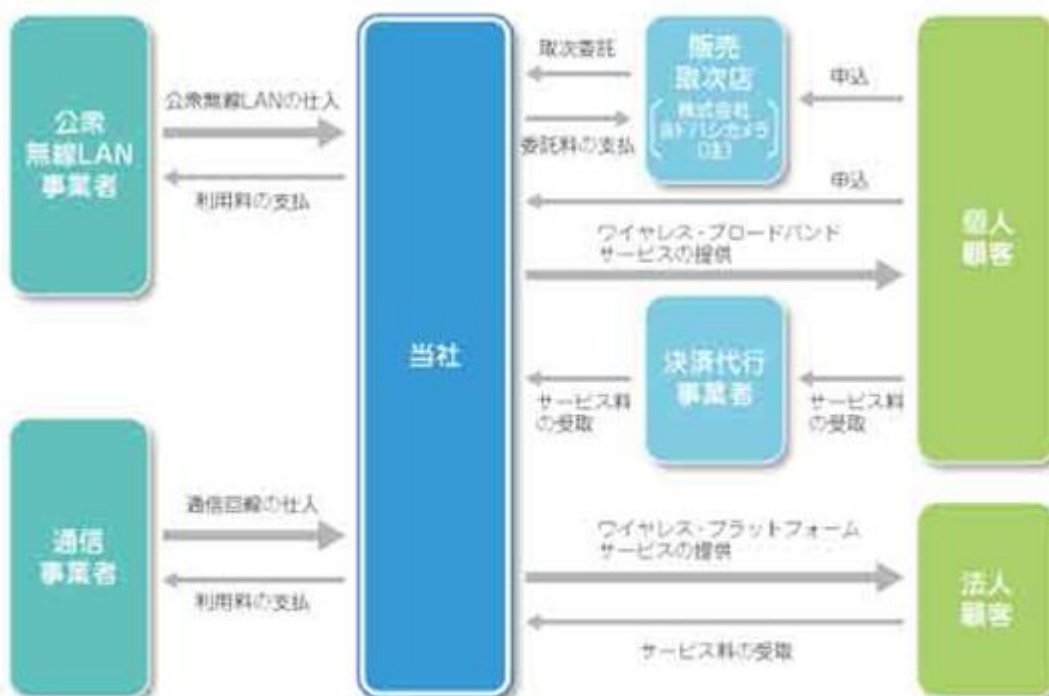 公衆
無線LAN
事業者
公衆無線LANの仕入
利用料の支払
通信
事業者
通信回線の仕入
利用料の支払
当社
取次委託
委託料の支払
販売
取次店
株式会社
ヨドバシカメラ
(注)
申込
申込
ワイヤレス・ブロードバンド
サービスの提供
決済代行
事業者
サービス料
の受取
サービス料
の受取
個人
顧客
ワイヤレス・プラットフォーム
サービスの提供
サービス料の受取
法人
顧客